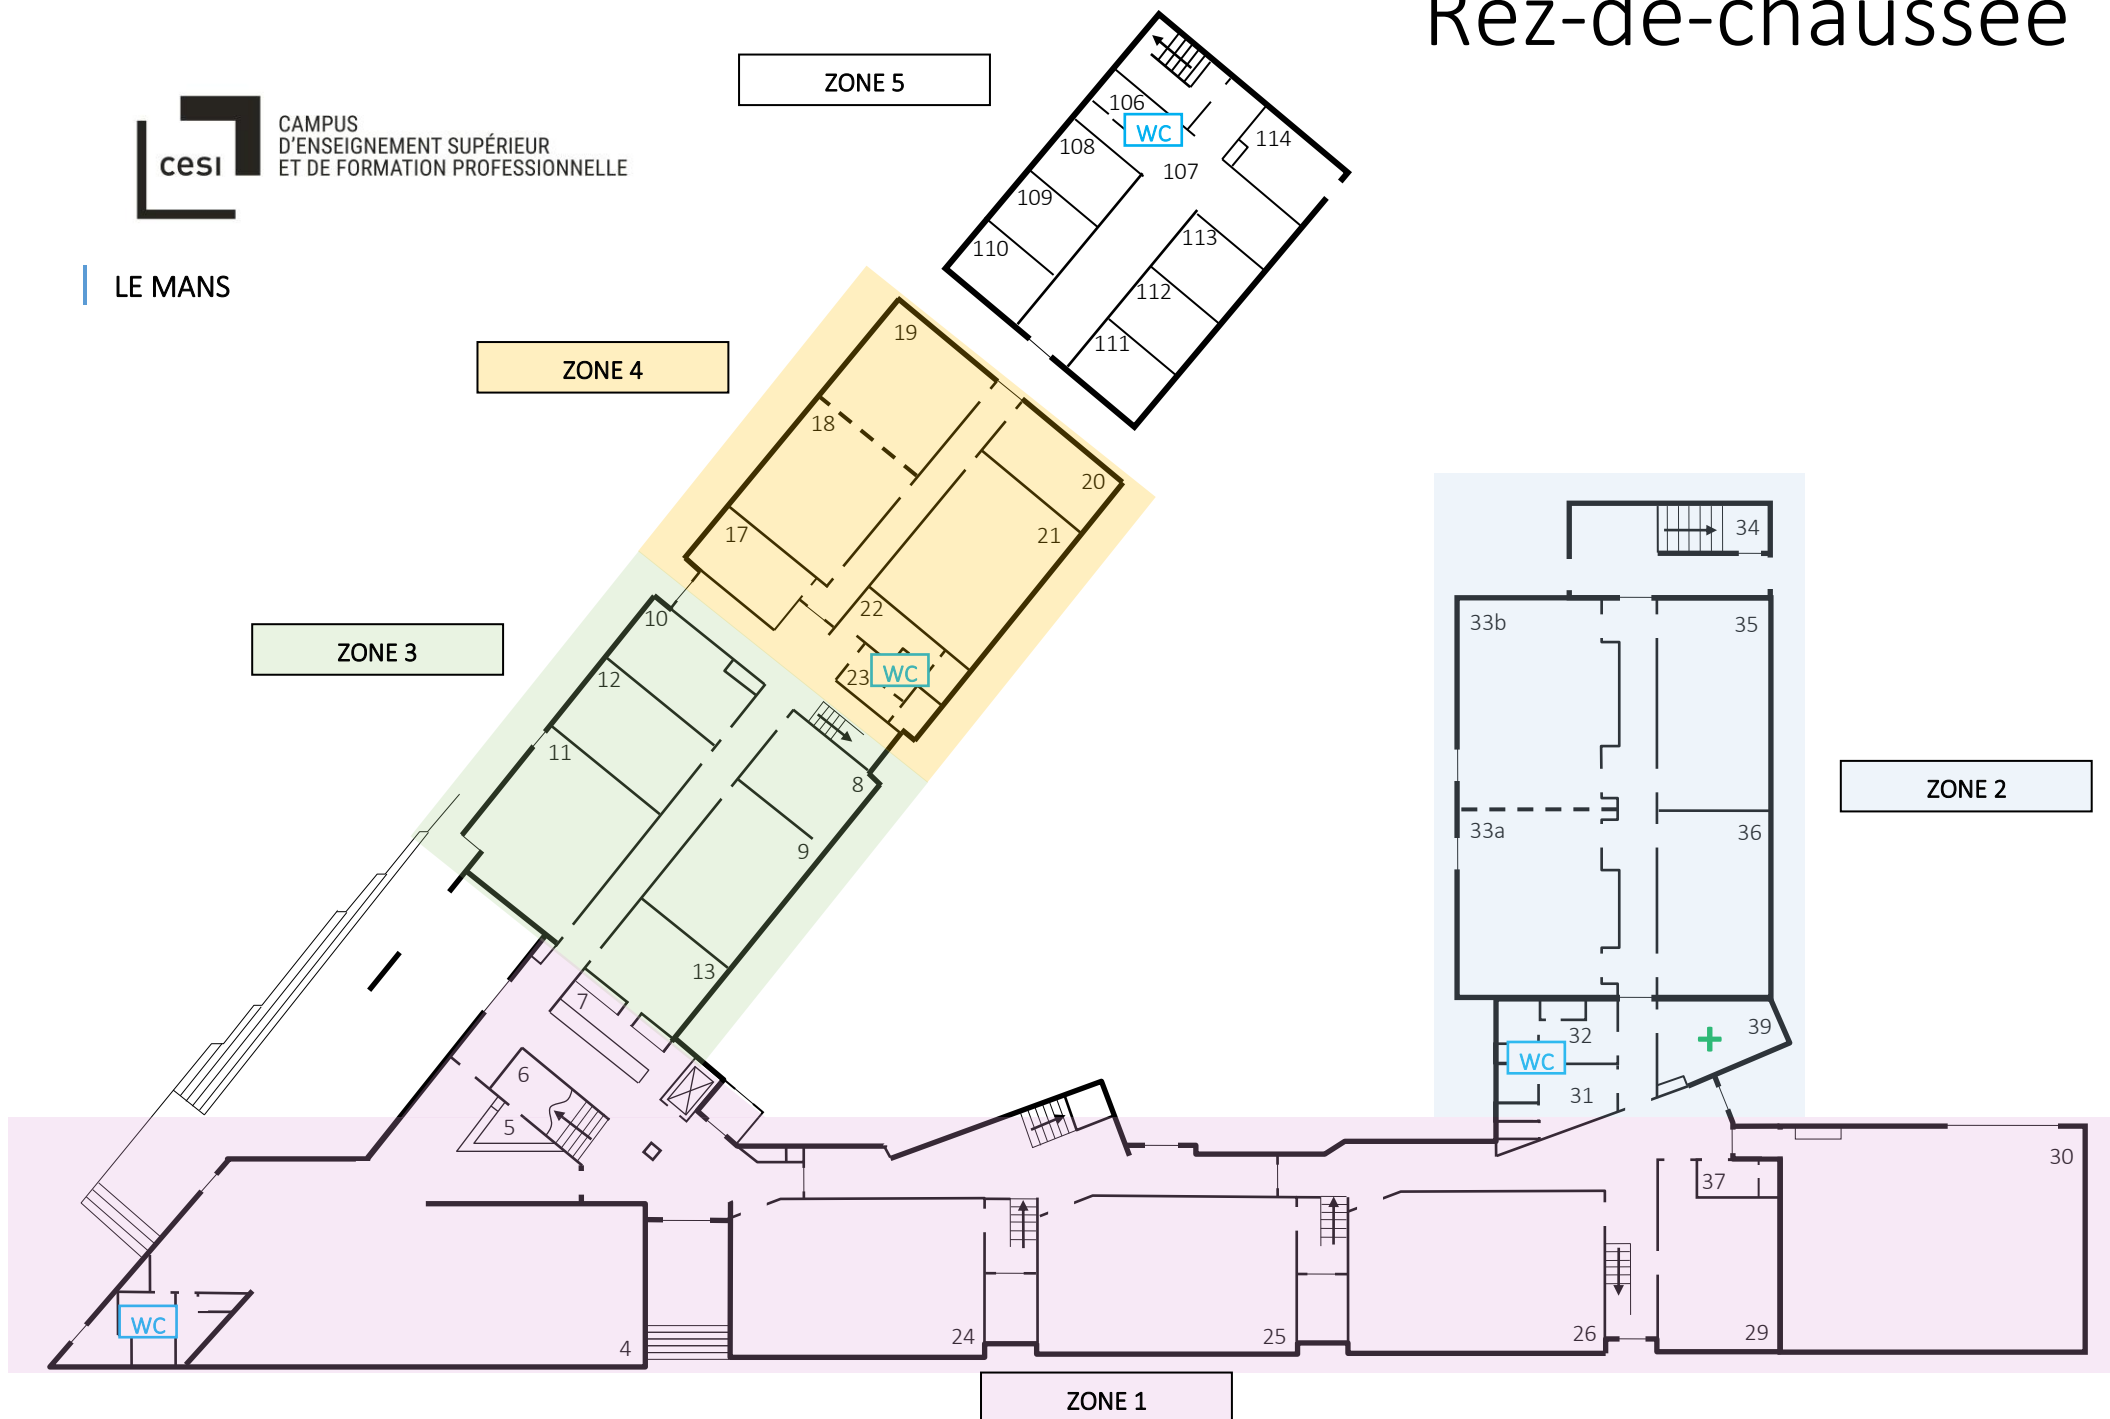 Rez-de-chaussée
ZONE 5
cesi
CAMPUS
D'ENSEIGNEMENT SUPÉRIEUR
ET DE FORMATION PROFESSIONNELLE
LE MANS
106
WC
108
107
114
109
110
113
112
111
ZONE 4
19
18
17
20
21
22
23
WC
ZONE 3
10
12
11
8
9
13
ZONE 2
34
33b
35
33a
36
39
32
WC
31
7
6
5
WC
4
24
25
26
29
37
30
ZONE 1